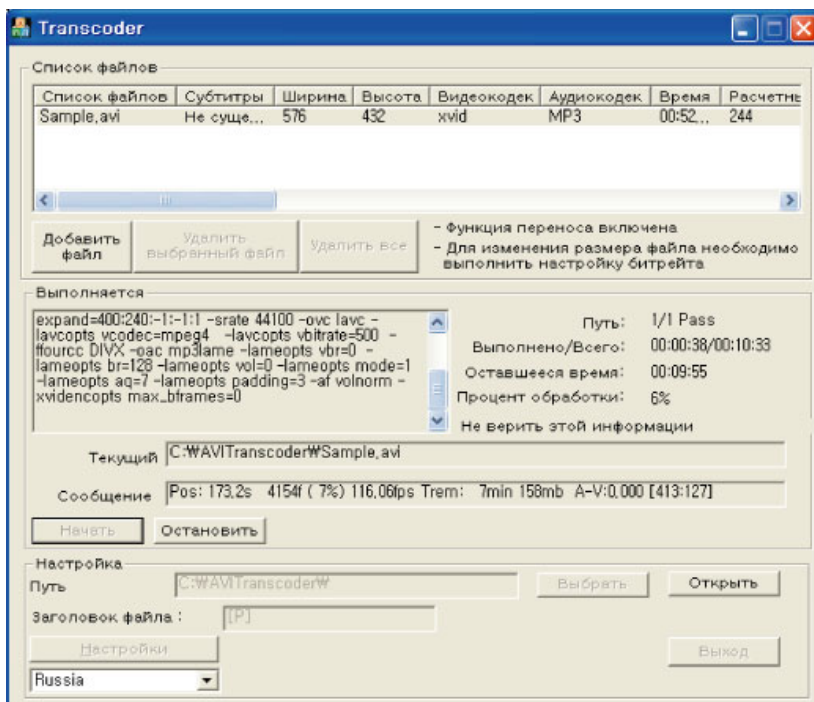 Transcoder
Список файлов
Список файлов Субтитры Ширина Высота Видеокодек Аудиокодек Время Расчетны
Sample.avi Не суще... 576 432 xvid MP3 00:52... 244
Добавить файл
Удалить выбранный файл
Удалить все
- Функция переноса включена
- Для изменения размера файла необходимо
выполнить настройку битрейта
Выполняется
expand=400:240:-1:-1:1 -srate 44100 -ovc lavc -
lavcopts vcodec=mpeg4 -lavcopts vbitrate=500 -
ffourcc DIVX -oac mp3lame -lameopts vbr=0 -
lameopts br=128 -lameopts vol=0 -lameopts mode=1
-lameopts aq=7 -lameopts padding=3 -af volnorm -
xvidencopts max_bframes=0
Путь: 1/1 Pass
Выполнено/Всего: 00:00:38/00:10:33
Оставшееся время: 00:09:55
Процент обработки: 6%
Не верить этой информации
Текущий C:₩AVITranscoder₩Sample.avi
Сообщение Pos: 173,2s 4154f ( 7%) 116,06fps Trem: 7min 158mb A-V:0,000 [413:127]
Начать Остановить
Настройка
Путь C:₩AVITranscoder₩ Выбрать Открыть
Заголовок файла : [P]
Настройки Выход
Russia